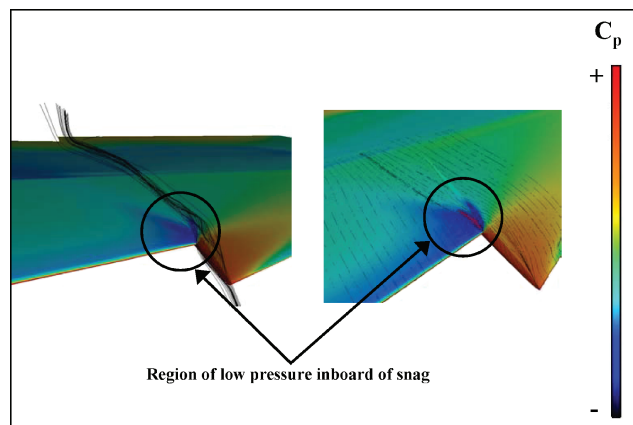 Cp
+
Region of low pressure inboard of snag
-